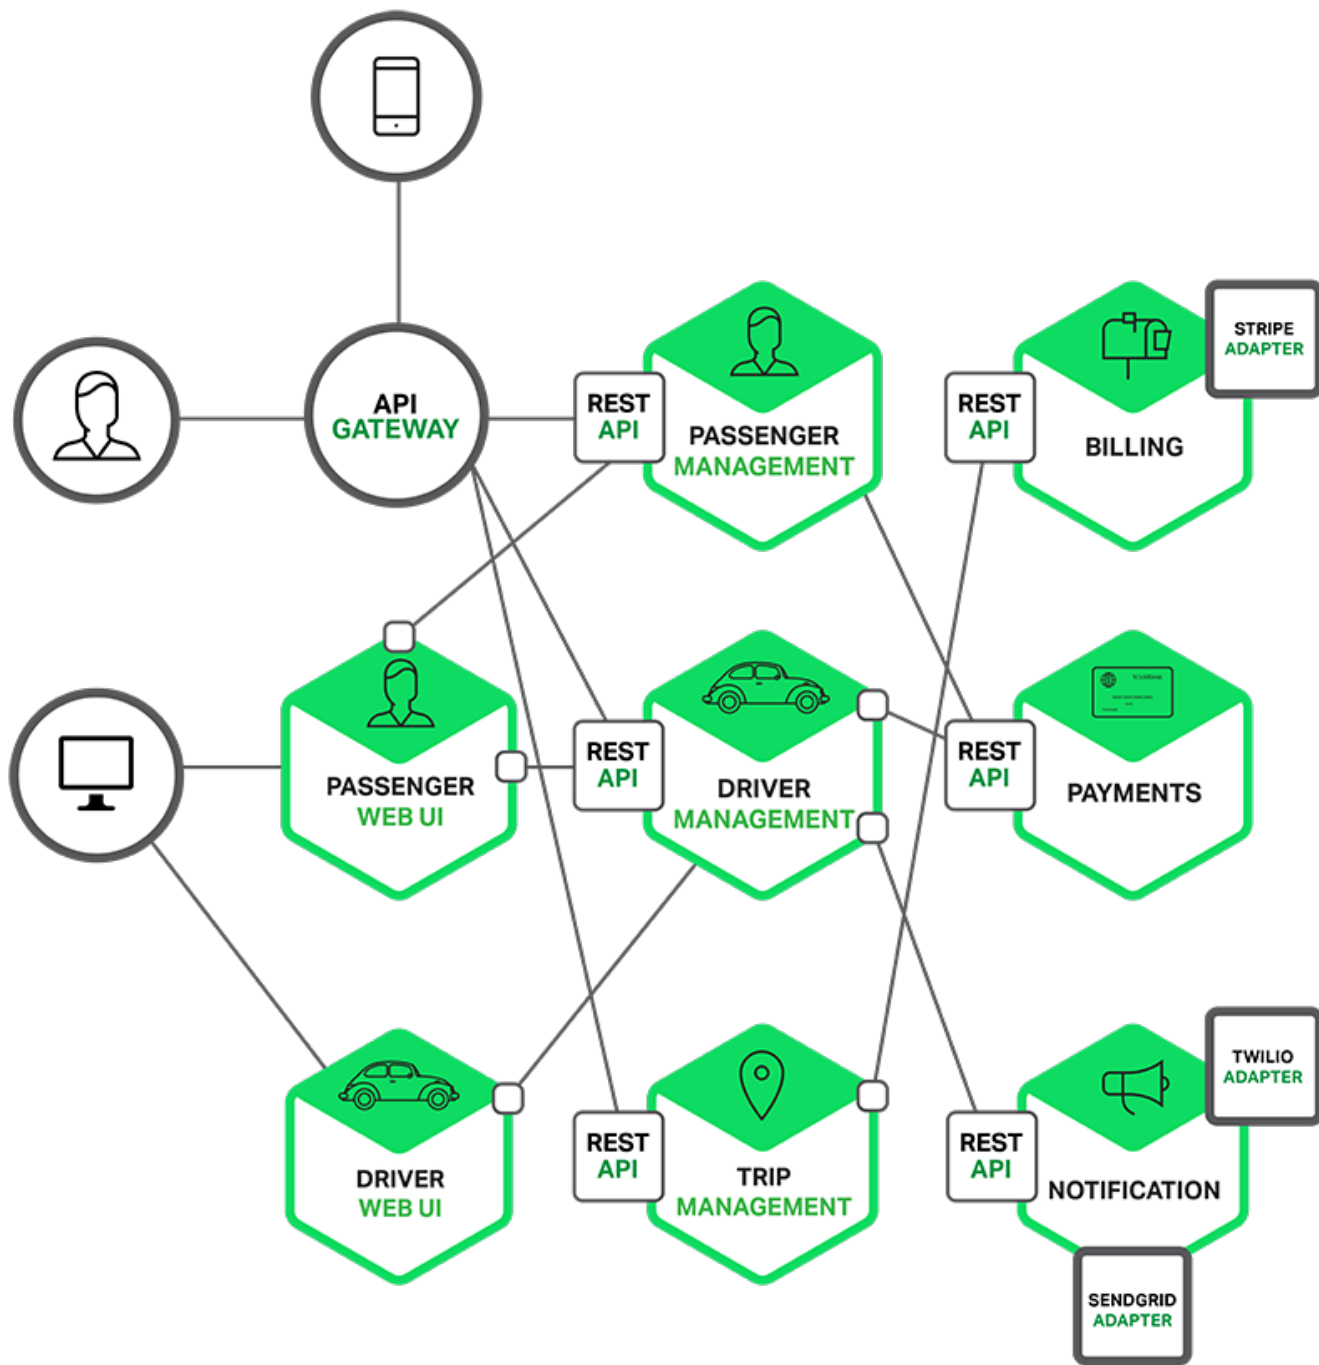 API
GATEWAY
REST
API
PASSENGER
MANAGEMENT
REST
API
BILLING
STRIPE
ADAPTER
PASSENGER
WEB UI
REST
API
DRIVER
MANAGEMENT
REST
API
PAYMENTS
DRIVER
WEB UI
REST
API
TRIP
MANAGEMENT
REST
API
NOTIFICATION
TWILIO
ADAPTER
SENDGRID
ADAPTER